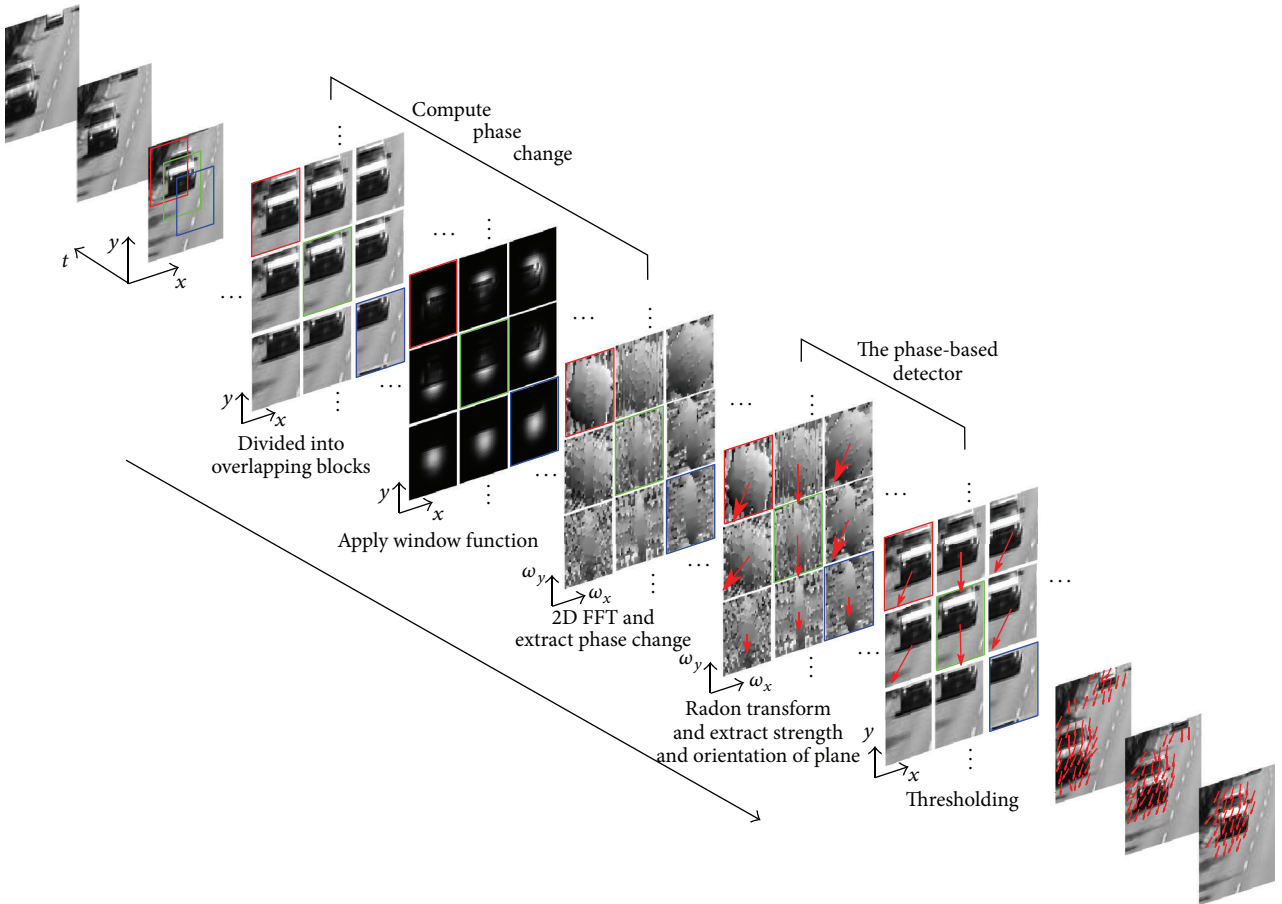 Compute
phase
change
t
y
x
...
...
...
y
x
Divided into
overlapping blocks
...
...
...
...
y
x
Apply window function
...
...
...
...
ω_y
ω_x
2D FFT and
extract phase change
The phase-based
detector
...
...
...
...
ω_y
ω_x
Radon transform
and extract strength
and orientation of plane
...
...
...
y
x
Thresholding